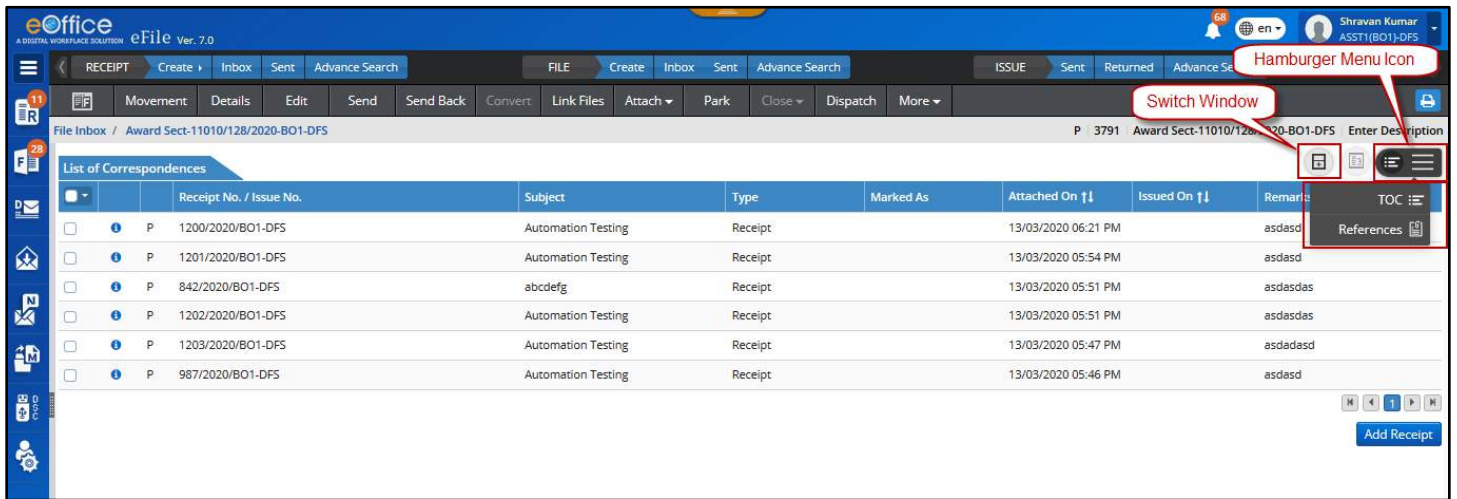 68
eOffice
A DIGITAL WORKPLACE SOLUTION
eFile Ver. 7.0
en
Shravan Kumar
ASST1(BO1)-DFS
RECEIPT Create Inbox Sent Advance Search FILE Create Inbox Sent Advance Search ISSUE Sent Returned Advance Se
Hamburger Menu Icon
11
R
Movement Details Edit Send Send Back Convert Link Files Attach Park Close Dispatch More
Switch Window
File Inbox / Award Sect-11010/128/2020-BO1-DFS P 3791 Award Sect-11010/128/2020-BO1-DFS Enter Description
28
F
List of Correspondences
Receipt No. / Issue No. Subject Type Marked As Attached On Issued On Remarks
TOC
References
P 1200/2020/BO1-DFS Automation Testing Receipt 13/03/2020 06:21 PM asdasd
P 1201/2020/BO1-DFS Automation Testing Receipt 13/03/2020 05:54 PM asdasd
P 842/2020/BO1-DFS abcdefg Receipt 13/03/2020 05:51 PM asdasdas
P 1202/2020/BO1-DFS Automation Testing Receipt 13/03/2020 05:51 PM asdasdas
P 1203/2020/BO1-DFS Automation Testing Receipt 13/03/2020 05:47 PM asdadasd
P 987/2020/BO1-DFS Automation Testing Receipt 13/03/2020 05:46 PM asdasd
D
N
M
DSC
1
Add Receipt